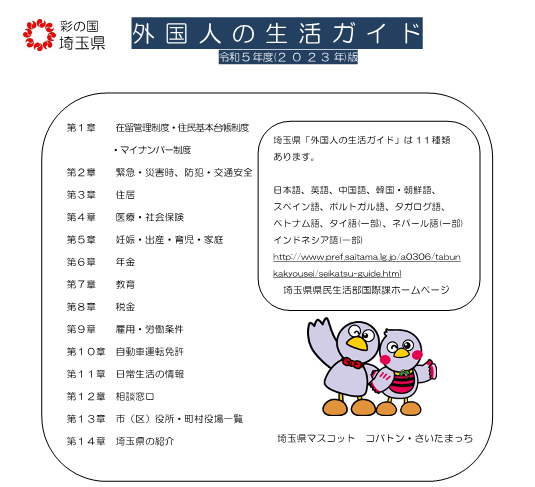 彩の国
埼玉県
外国人の生活ガイド
令和５年度(２０２３年)版
第１章　在留管理制度・住民基本台帳制度
・マイナンバー制度
第２章　緊急・災害時、防犯・交通安全
第３章　住居
第４章　医療・社会保険
第５章　妊娠・出産・育児・家庭
第６章　年金
第７章　教育
第８章　税金
第９章　雇用・労働条件
第１０章　自動車運転免許
第１１章　日常生活の情報
第１２章　相談窓口
第１３章　市（区）役所・町村役場一覧
第１４章　埼玉県の紹介
埼玉県「外国人の生活ガイド」は１１種類
あります。
日本語、英語、中国語、韓国・朝鮮語、
スペイン語、ポルトガル語、タガログ語、
ベトナム語、タイ語(一部)、ネパール語(一部)
インドネシア語(一部)
http://www.pref.saitama.lg.jp/a0306/tabun
kakyousei/seikatsu-guide.html
埼玉県県民生活部国際課ホームページ
埼玉県マスコット　コバトン・さいたまっち